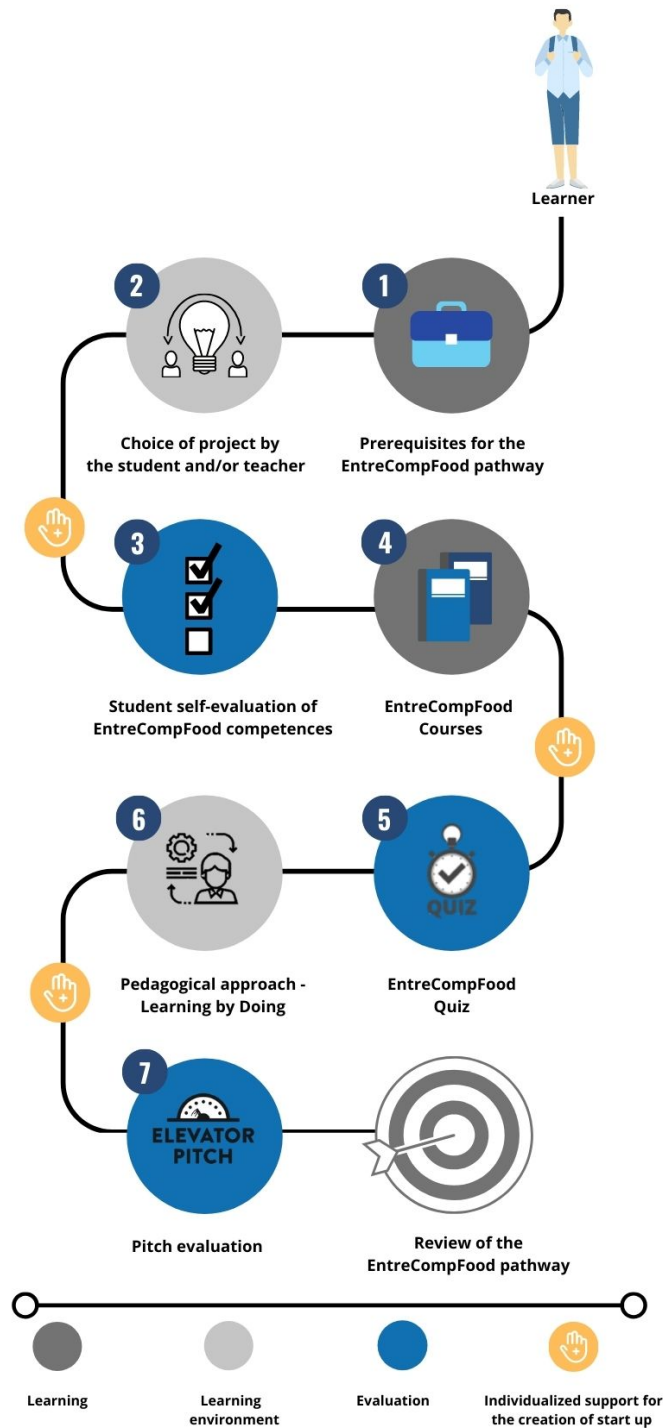 Learner
2
1
Choice of project by
the student and/or teacher
Prerequisites for the
EntreCompFood pathway
3
4
Student self-evaluation of
EntreCompFood competences
EntreCompFood
Courses
6
5
QUIZ
Pedagogical approach -
Learning by Doing
EntreCompFood
Quiz
7
ELEVATOR
PITCH
Pitch evaluation
Review of the
EntreCompFood pathway
Learning
Learning
environment
Evaluation
Individualized support for
the creation of start up